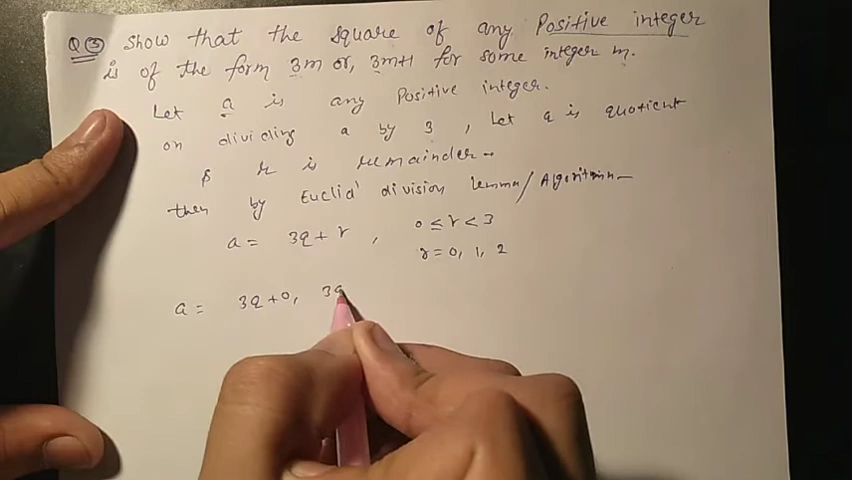 Q③ Show that the square of any Positive integer
is of the form 3m or, 3m+1 for some integer m.
Let a is any Positive integer.
on dividing a by 3, Let q is quotient
& r is remainder.
then by Euclid' division lemma/Algorithm
a = 3q + r, 0 ≤ r < 3
r = 0, 1, 2
a = 3q + 0, 3q